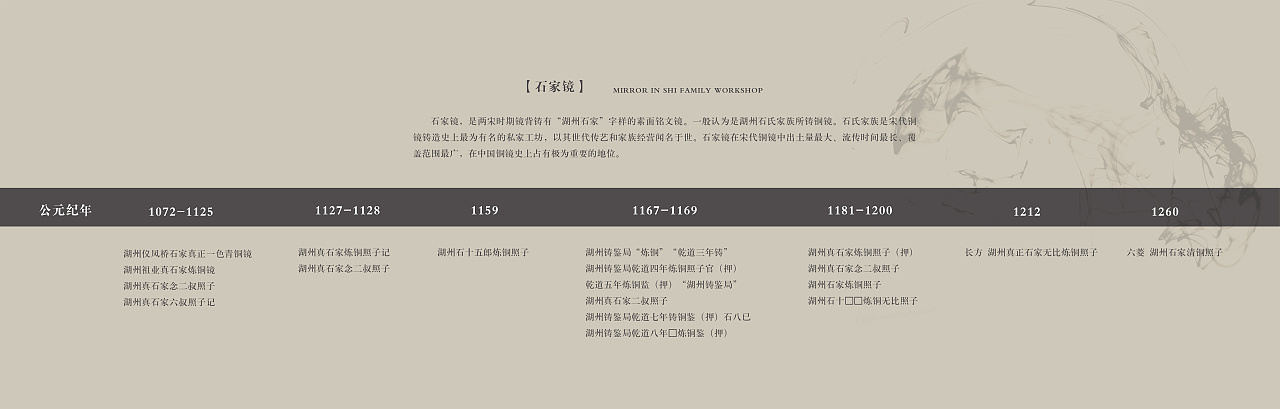 【石家镜】 MIRROR IN SHI FAMILY WORKSHOP
石家镜，是两宋时期镜背铸有“湖州石家”字样的素面铭文镜。一般认为是湖州石氏家族所铸铜镜。石氏家族是宋代铜
镜铸造史上最为有名的私家工坊，以其世代传艺和家族经营闻名于世。石家镜在宋代铜镜中出土量最大、流传时间最长、覆
盖范围最广，在中国铜镜史上占有极为重要的地位。
公元纪年
1072-1125
湖州仪凤桥石家真正一色青铜镜
湖州祖业真石家炼铜镜
湖州真石家念二叔照子
湖州真石家六叔照子记
1127-1128
湖州真石家炼铜照子记
湖州真石家念二叔照子
1159
湖州石十五郎炼铜照子
1167-1169
湖州铸鉴局“炼铜”“乾道三年铸”
湖州铸鉴局乾道四年炼铜照子官（押）
乾道五年炼铜监（押）“湖州铸鉴局”
湖州真石家二叔照子
湖州铸鉴局乾道七年铸铜鉴（押）石八已
湖州铸鉴局乾道八年□炼铜鉴（押）
1181-1200
湖州真石家炼铜照子（押）
湖州真石家念二叔照子
湖州石家炼铜照子
湖州石十□□炼铜无比照子
1212
长方 湖州真正石家无比炼铜照子
1260
六菱 湖州石家清铜照子